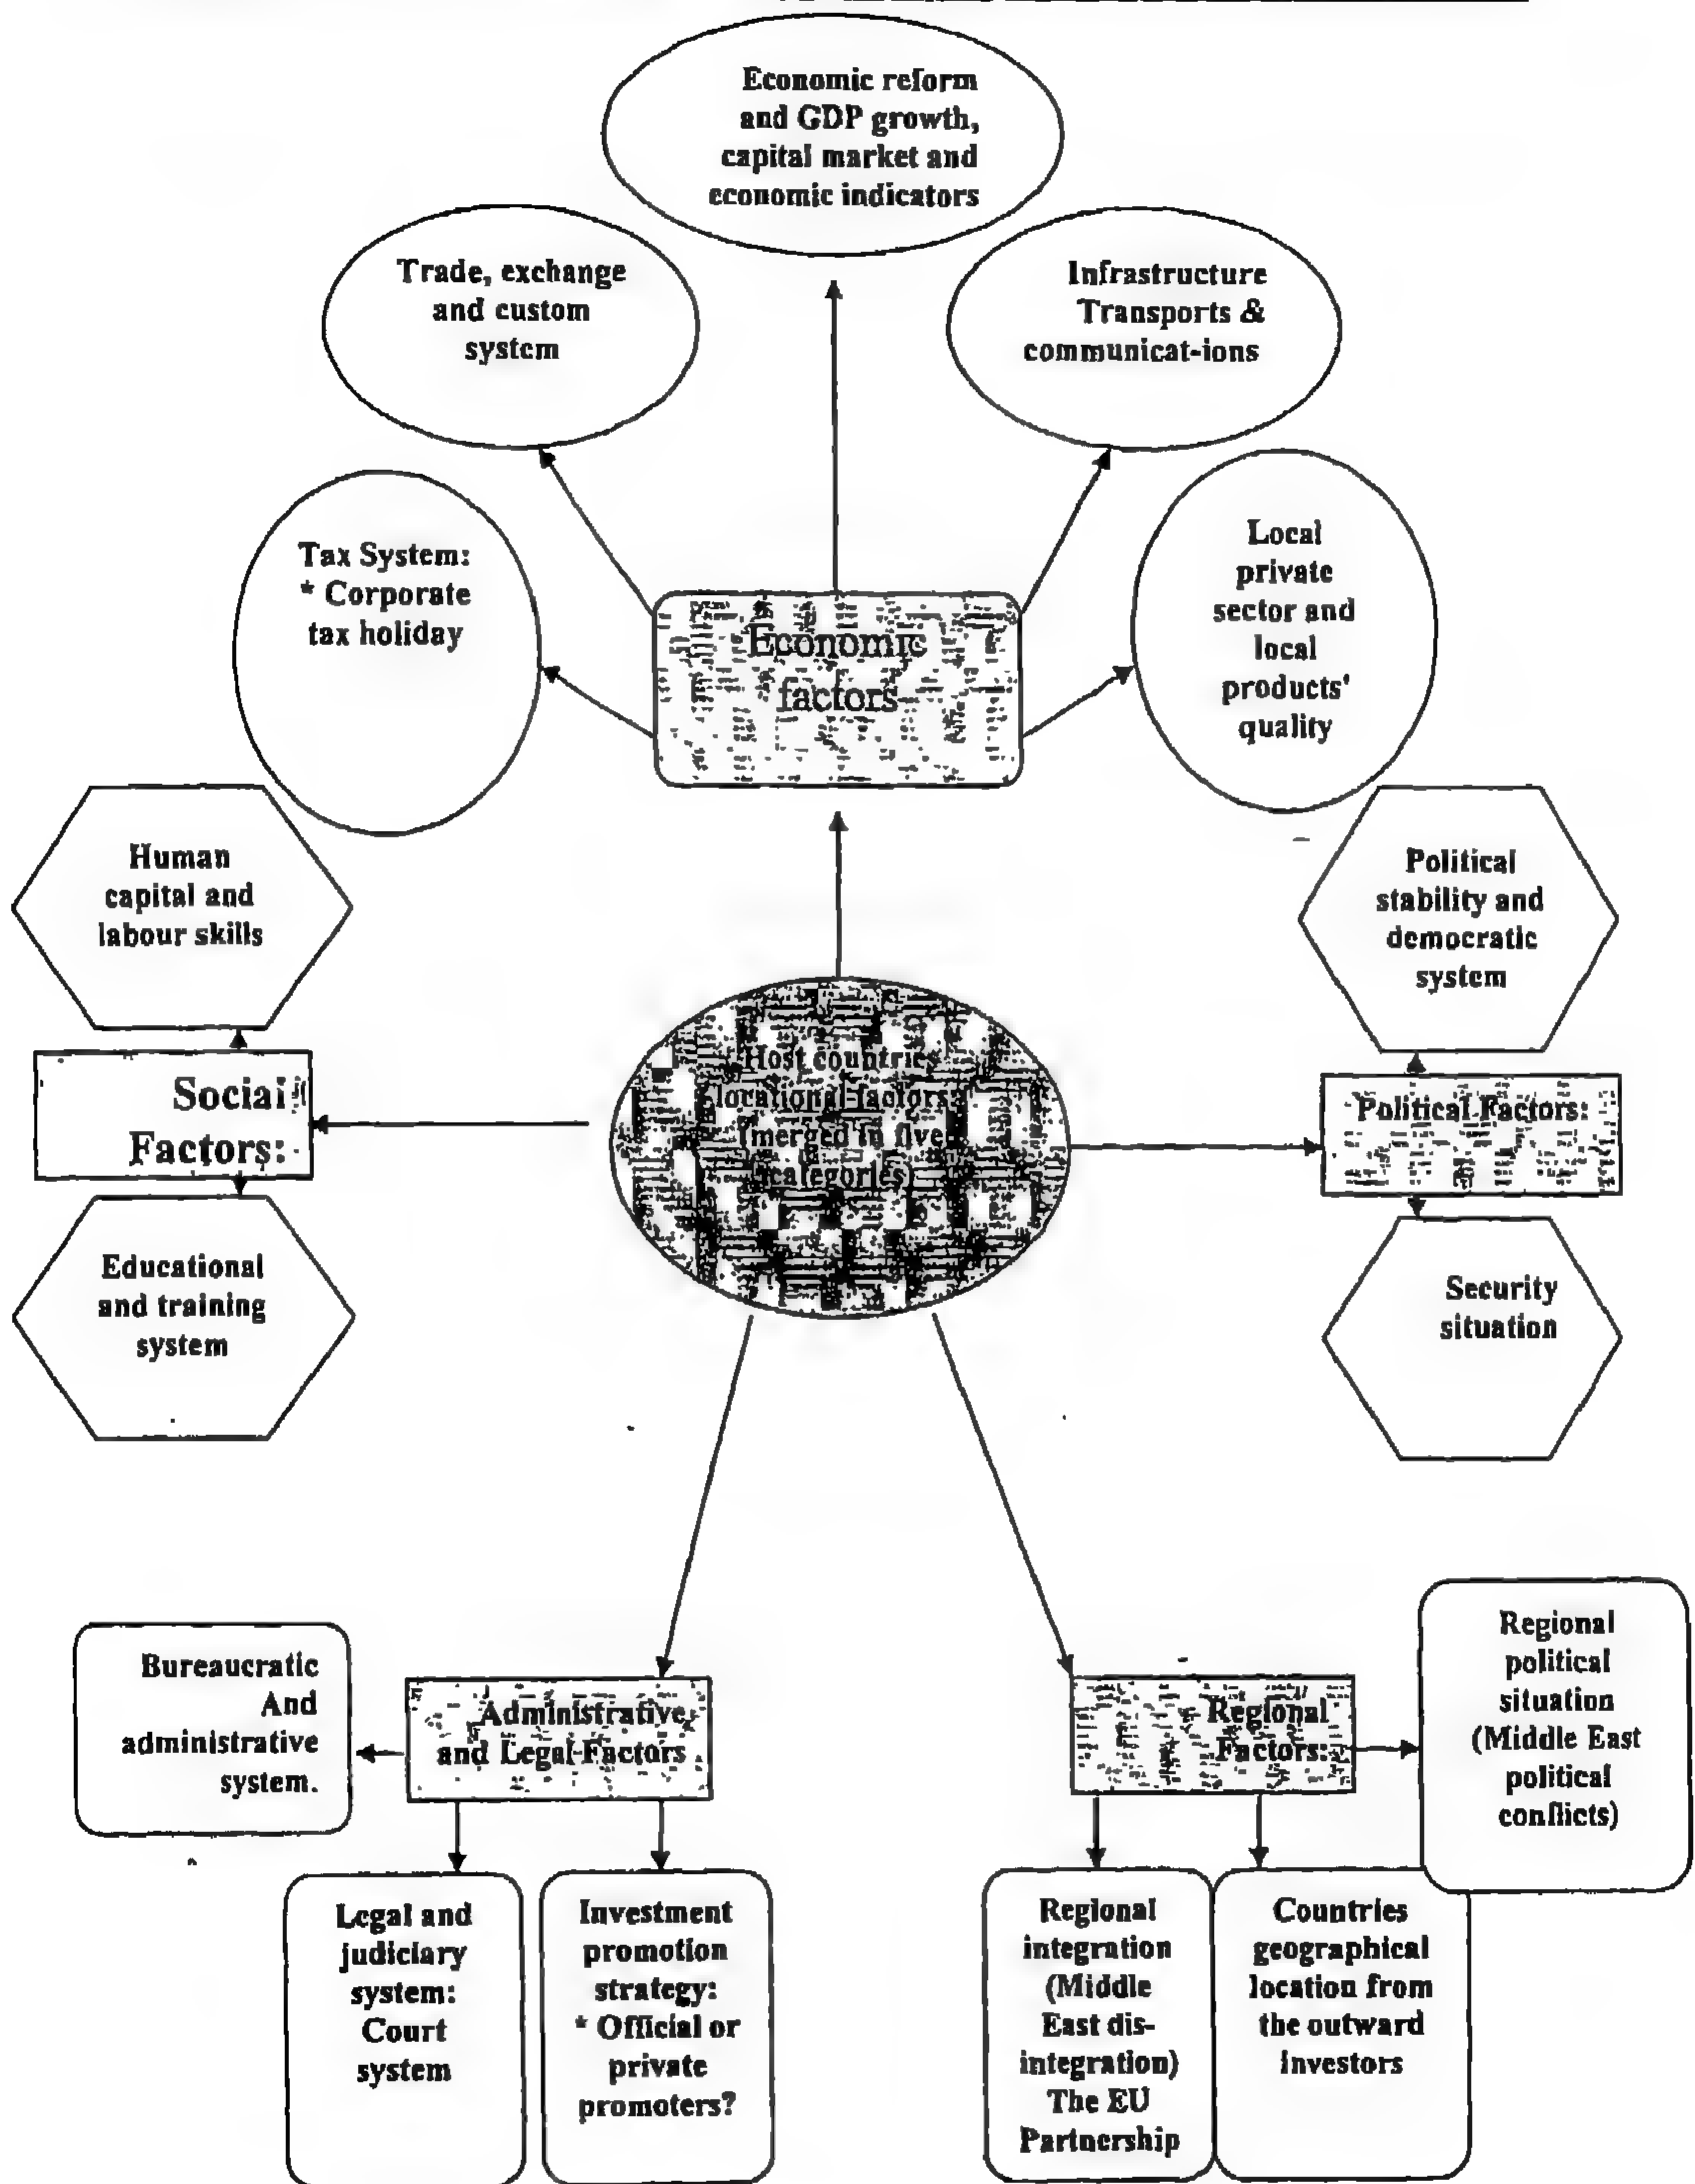 Economic reform
and GDP growth,
capital market and
economic indicators
Trade, exchange
and custom
system
Infrastructure
Transports &
communicat-ions
Tax System:
* Corporate
tax holiday
Economic
factors
Local
private
sector and
local
products'
quality
Human
capital and
labour skills
Political
stability and
democratic
system
Host countries
locational factors
(merged in five
categories)
Social
Factors:
Political Factors:
Educational
and training
system
Security
situation
Bureaucratic
And
administrative
system.
Administrative
and Legal Factors
Regional
Factors:
Regional
political
situation
(Middle East
political
conflicts)
Legal and
judiciary
system:
Court
system
Investment
promotion
strategy:
* Official or
private
promoters?
Regional
integration
(Middle
East dis-
integration)
The EU
Partnership
Countries
geographical
location from
the outward
investors